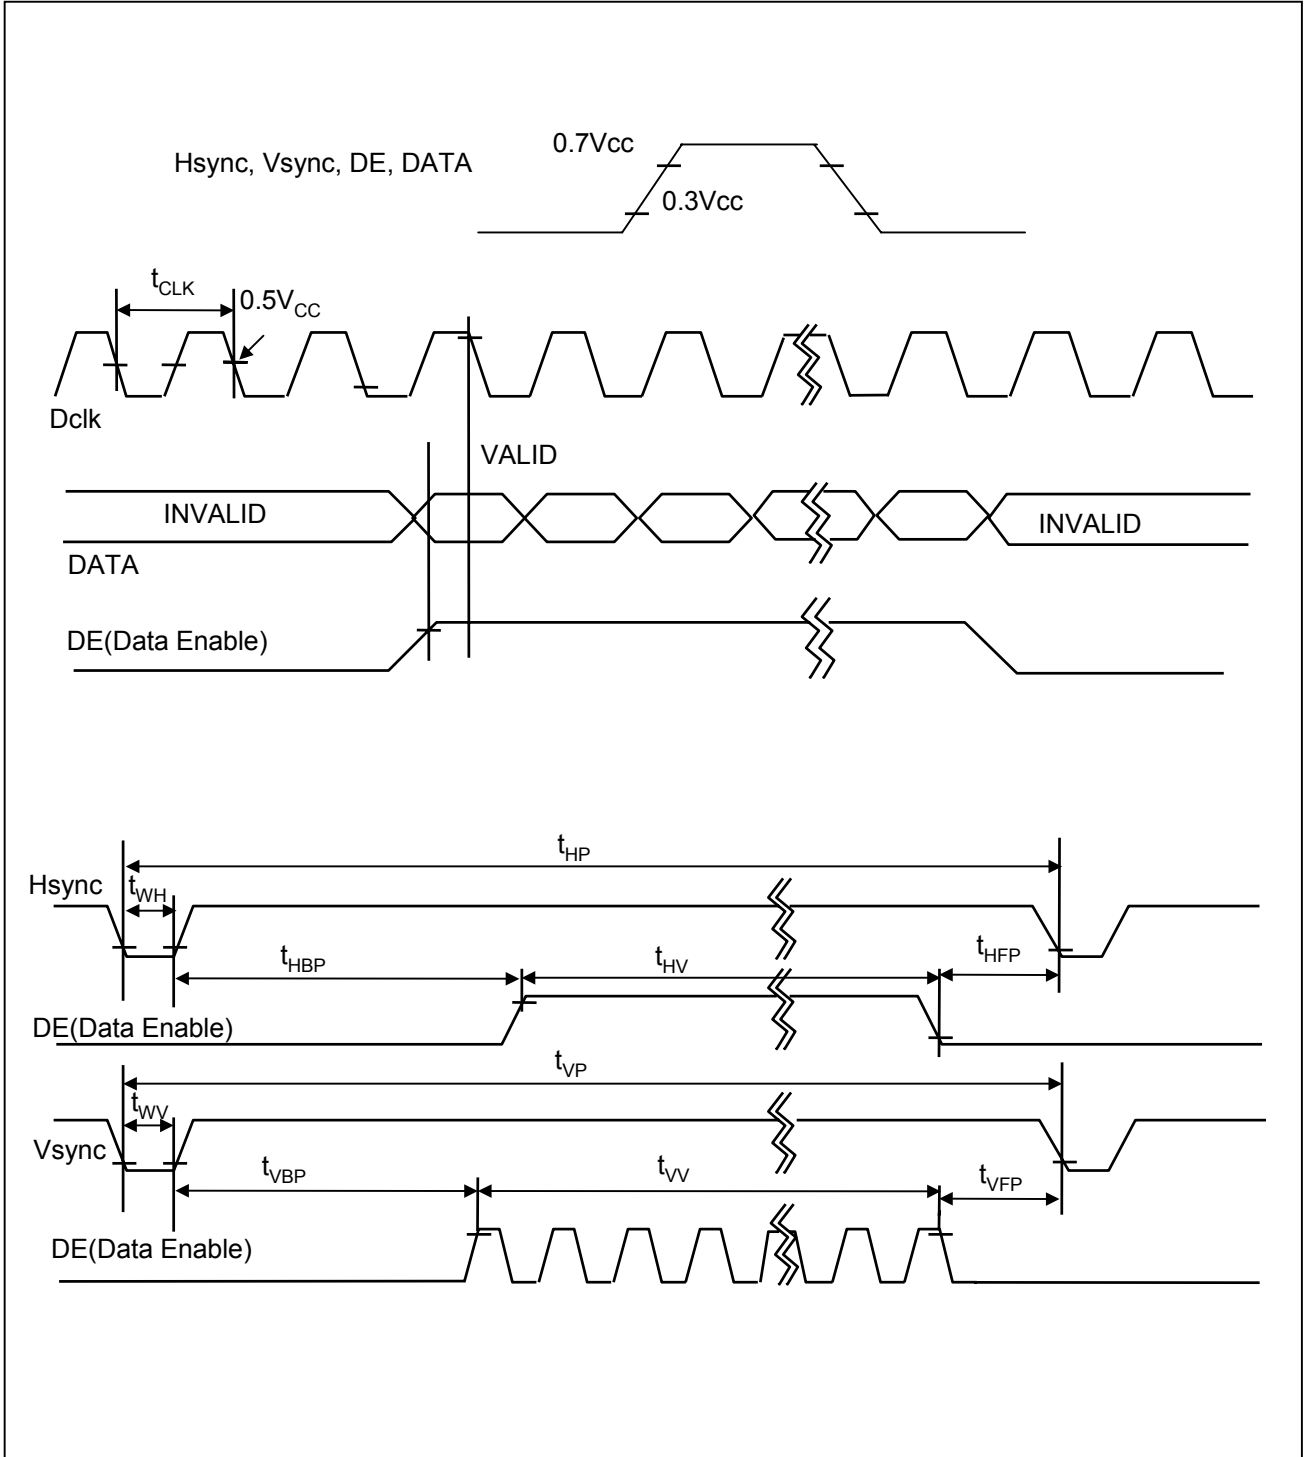 0.7Vcc
Hsync, Vsync, DE, DATA
0.3Vcc
tCLK
0.5VCC
Dclk
VALID
INVALID
INVALID
DATA
DE(Data Enable)
tHP
Hsync
tWH
tHBP
tHV
tHFP
DE(Data Enable)
tVP
tWV
Vsync
tVBP
tVV
tVFP
DE(Data Enable)